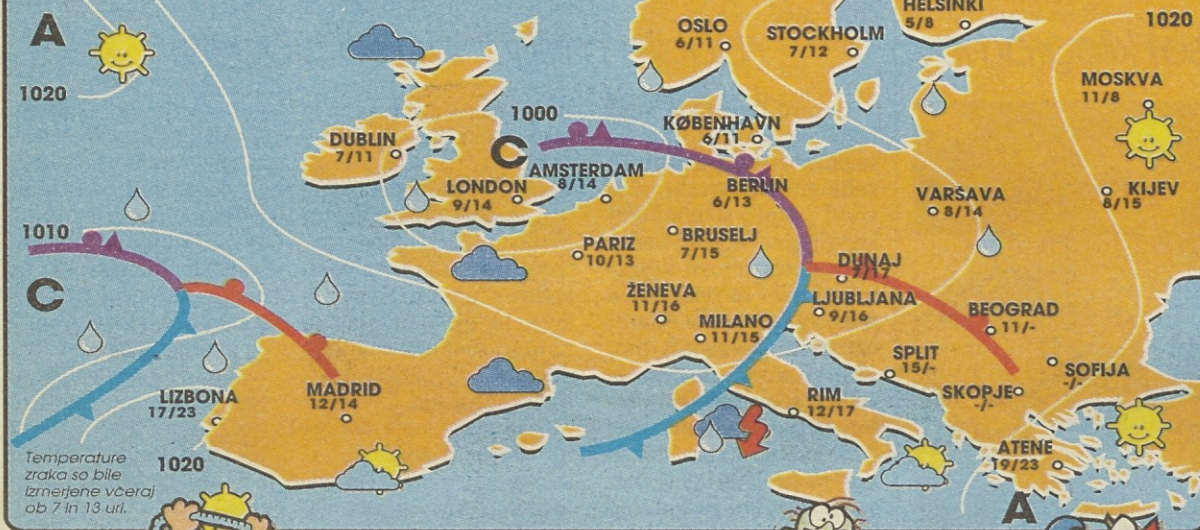 HELSINKI
5/8
A
OSLO
6/11
STOCKHOLM
7/12
1020
MOSKVA
11/8
1020
1000
KØBENHAVN
6/11
DUBLIN
7/11
C
AMSTERDAM
8/14
LONDON
9/14
BERLIN
6/13
VARŠAVA
8/14
KIJEV
8/15
1010
PARIZ
10/13
BRUSELJ
7/15
DUNAJ
7/17
C
ŽENEVA
11/16
LJUBLJANA
9/16
BEOGRAD
11/-
MILANO
11/15
SPLIT
15/-
SOFIJA
-/-
LIZBONA
17/23
MADRID
12/14
RIM
12/17
SKOPJE
-/-
ATENE
19/23
Temperature
zraka so bile
izmerjene včeraj
ob 7 in 13 uri.
1020
A